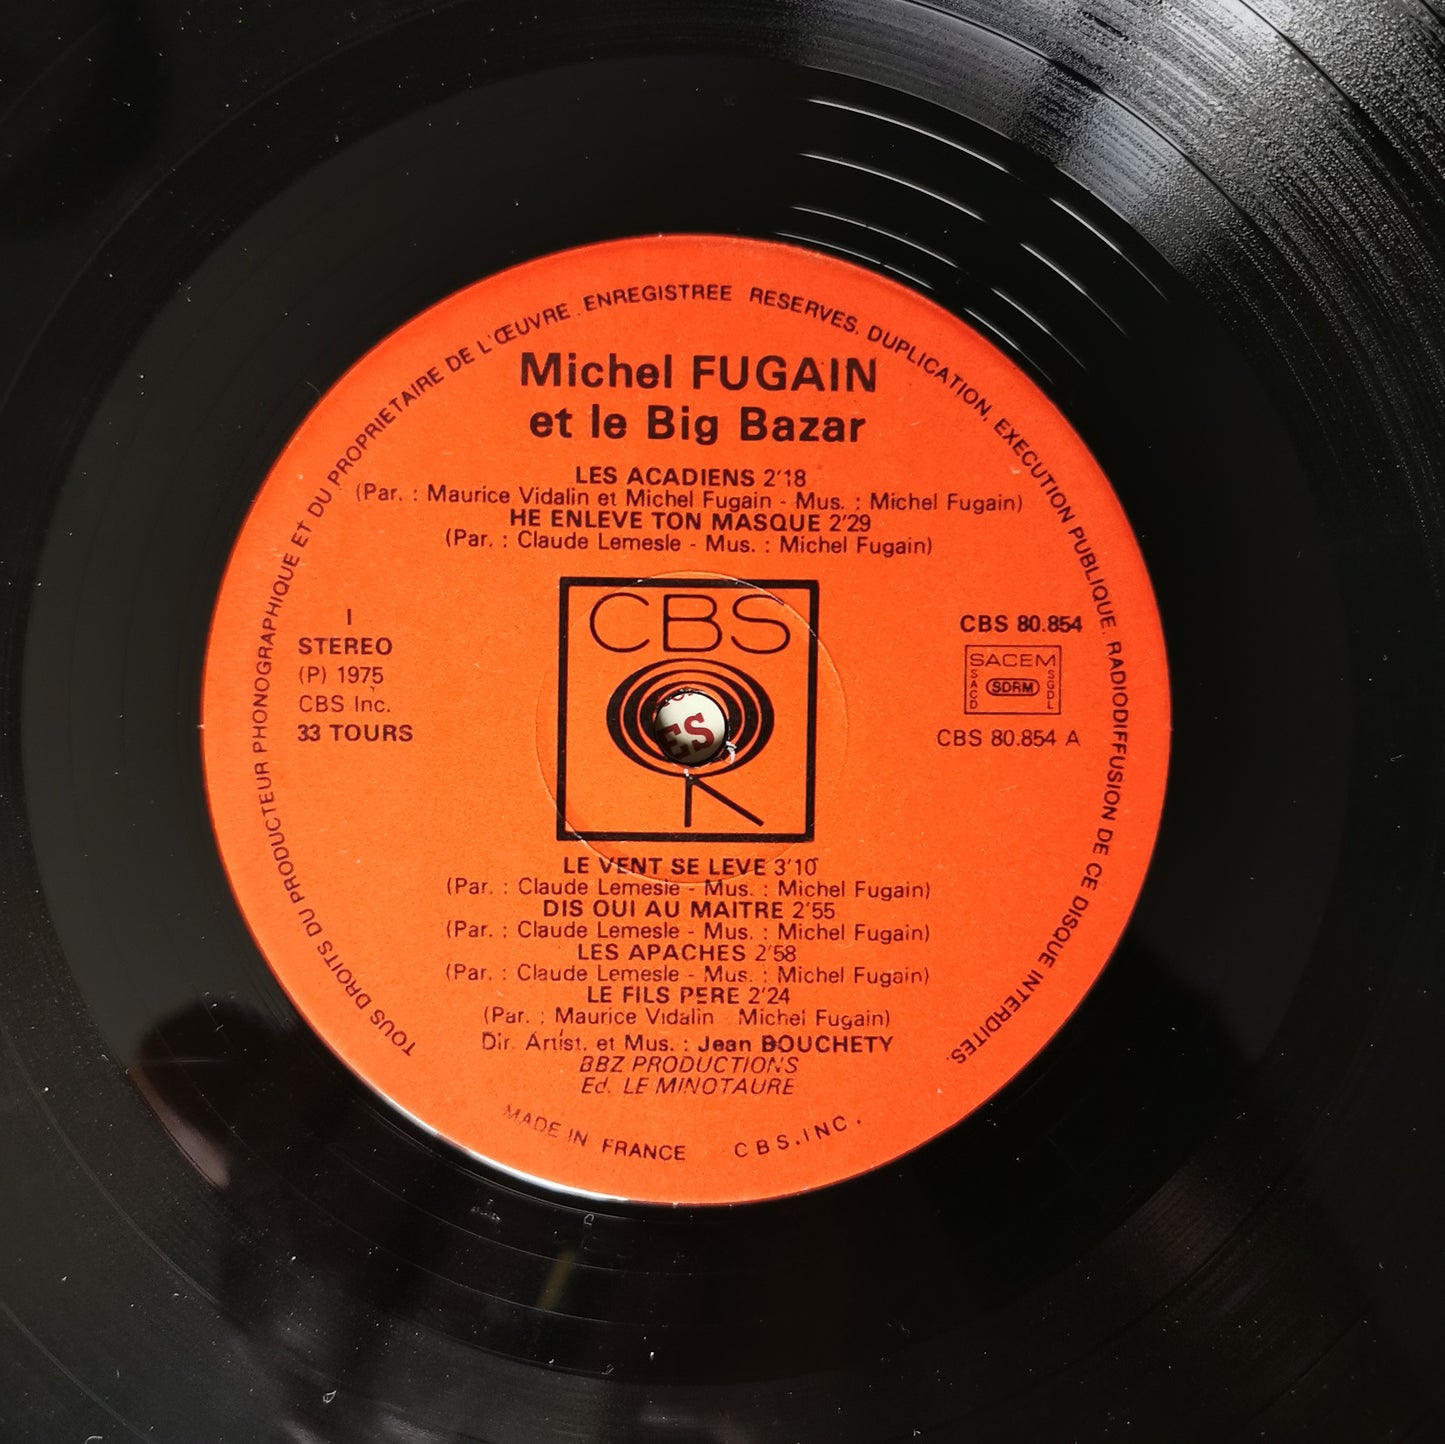 TOUS DROITS DU PRODUCTEUR PHONOGRAPHIQUE ET DU PROPRIETAIRE DE L'ŒUVRE ENREGISTREE RESERVES. DUPLICATION, EXECUTION PUBLIQUE, RADIODIFFUSION DE CE DISQUE INTERDITES.
Michel FUGAIN
et le Big Bazar
LES ACADIENS 2'18
(Par. : Maurice Vidalin et Michel Fugain - Mus. : Michel Fugain)
HE ENLEVE TON MASQUE 2'29
(Par. : Claude Lemesle - Mus. : Michel Fugain)
CBS
I
STEREO
(P) 1975
CBS Inc.
33 TOURS
CBS 80.854
SACEM
SACD
SDRM
SGDL
CBS 80.854 A
ES
LE VENT SE LEVE 3'10
(Par. : Claude Lemesle - Mus. : Michel Fugain)
DIS OUI AU MAITRE 2'55
(Par. : Claude Lemesle - Mus. : Michel Fugain)
LES APACHES 2'58
(Par. : Claude Lemesle - Mus. : Michel Fugain)
LE FILS PERE 2'24
(Par. : Maurice Vidalin Michel Fugain)
Dir. Artist. et Mus. : Jean BOUCHETY
BBZ PRODUCTIONS
Ed. LE MINOTAURE
MADE IN FRANCE CBS.INC.